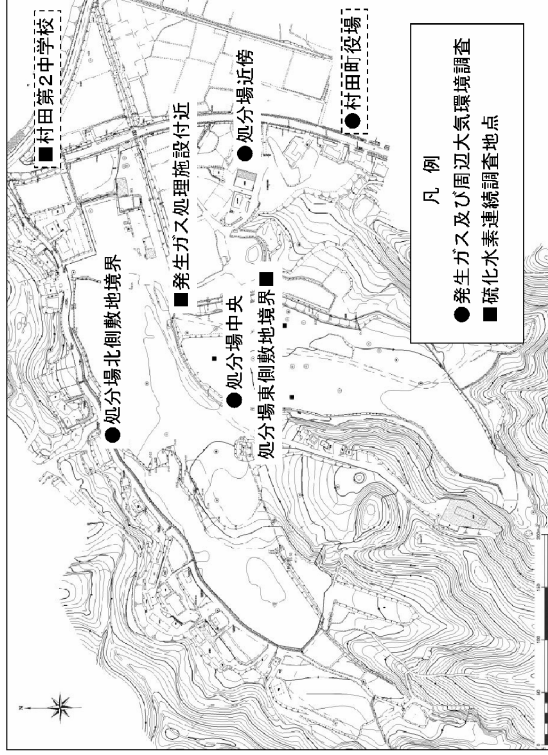 ■村田第2中学校
■発生ガス処理施設付近
●処分場近傍
●村田町役場
●処分場北側敷地境界
●処分場中央
処分場東側敷地境界■
凡 例
●発生ガス及び周辺大気環境調査
■硫化水素連続調査地点
N